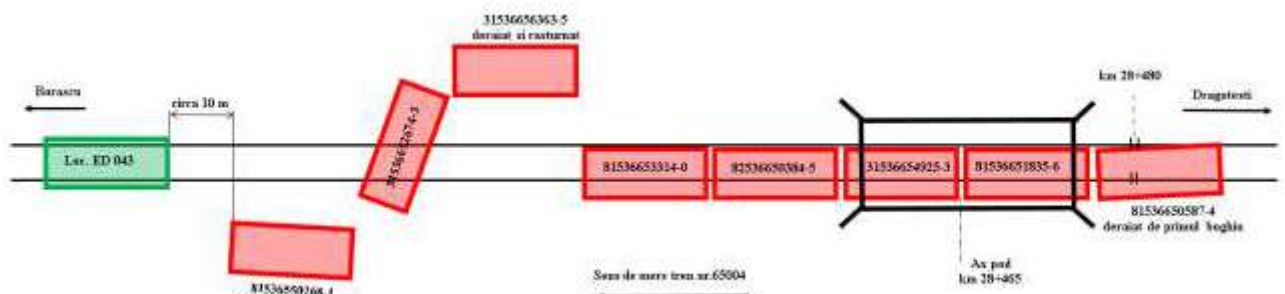 31536656363-5
deraiat si rasturnat
Barasru
circa 10 m
km 28+480
Dragotesti
Loc. ED 043
81536653314-0
82536650384-5
31536654925-3
81536651835-6
81536650587-4
deraiat de primul boghiu
Ax pod
km 28+465
Sens de mers tren nr.65004